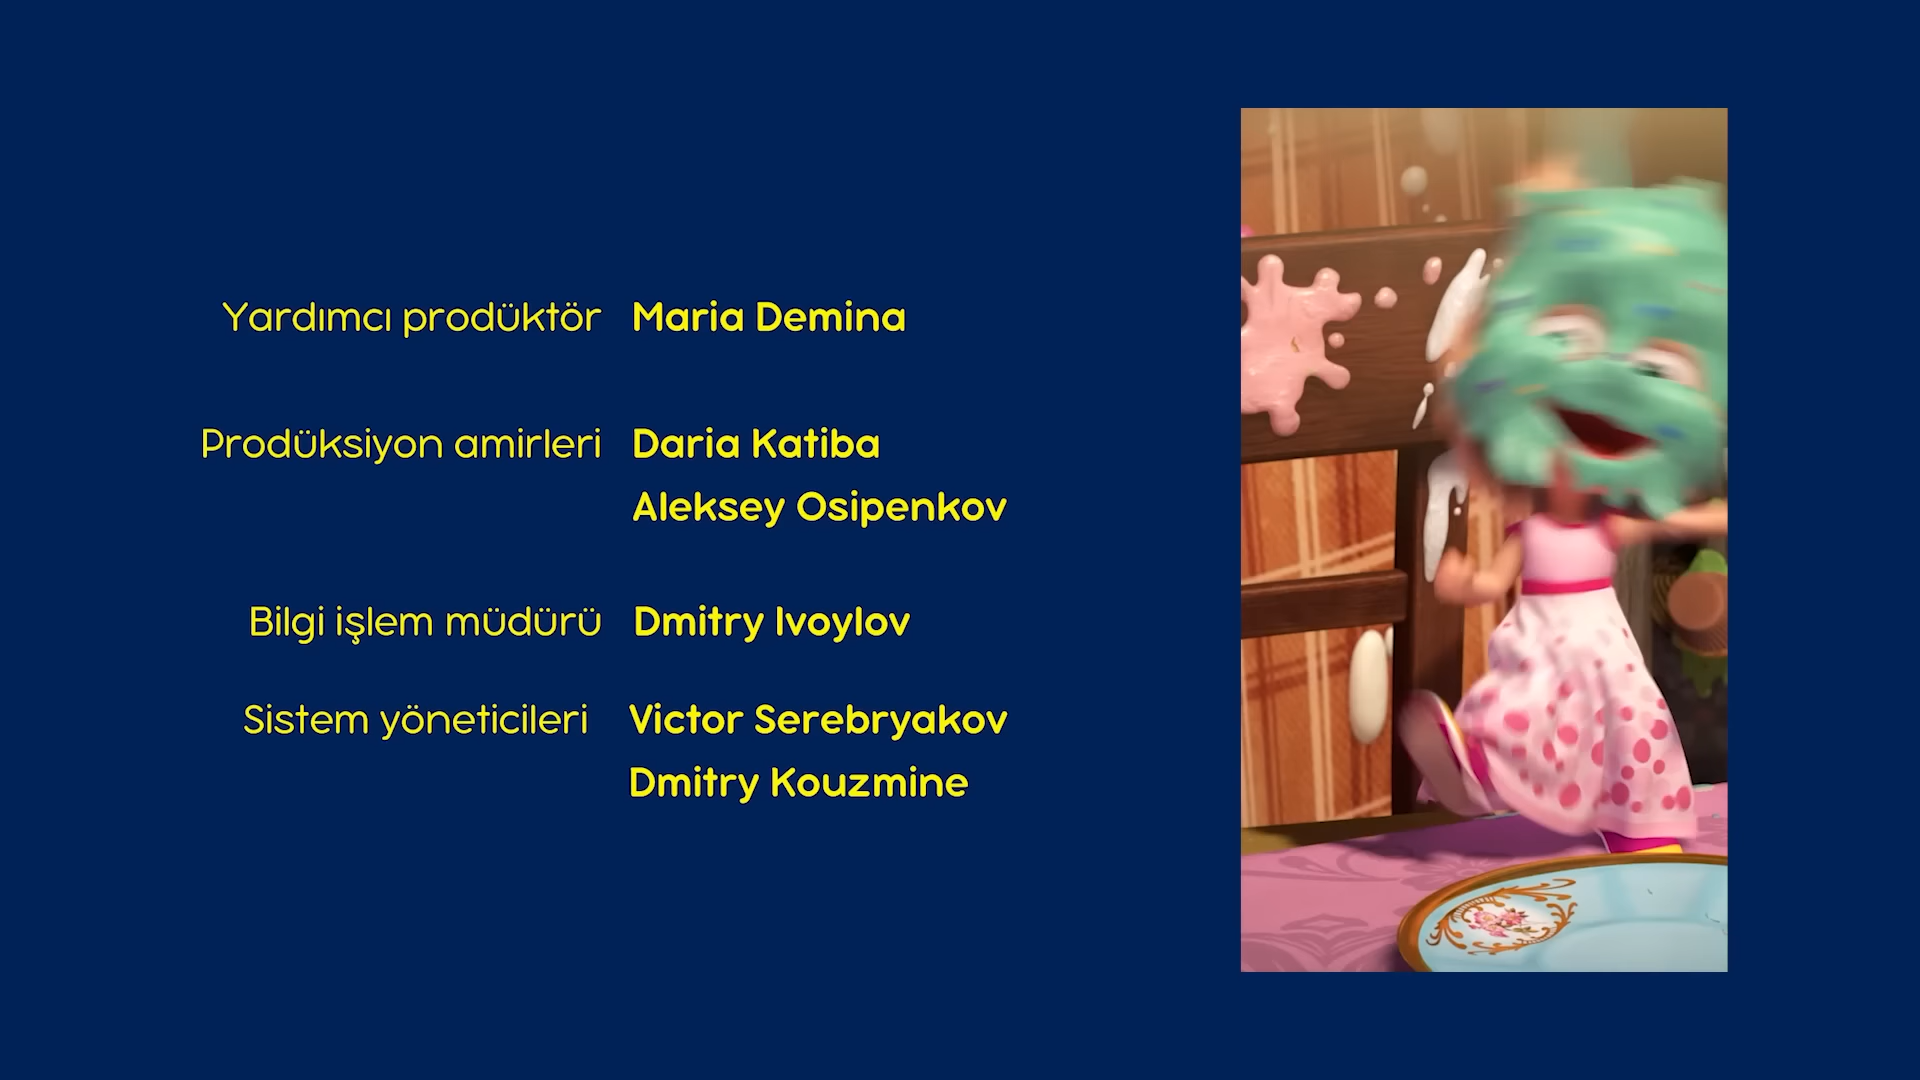 Yardımcı prodüktör Maria Demina
Prodüksiyon amirleri Daria Katiba
Aleksey Osipenkov
Bilgi işlem müdürü Dmitry Ivoylov
Sistem yöneticileri Victor Serebryakov
Dmitry Kouzmine